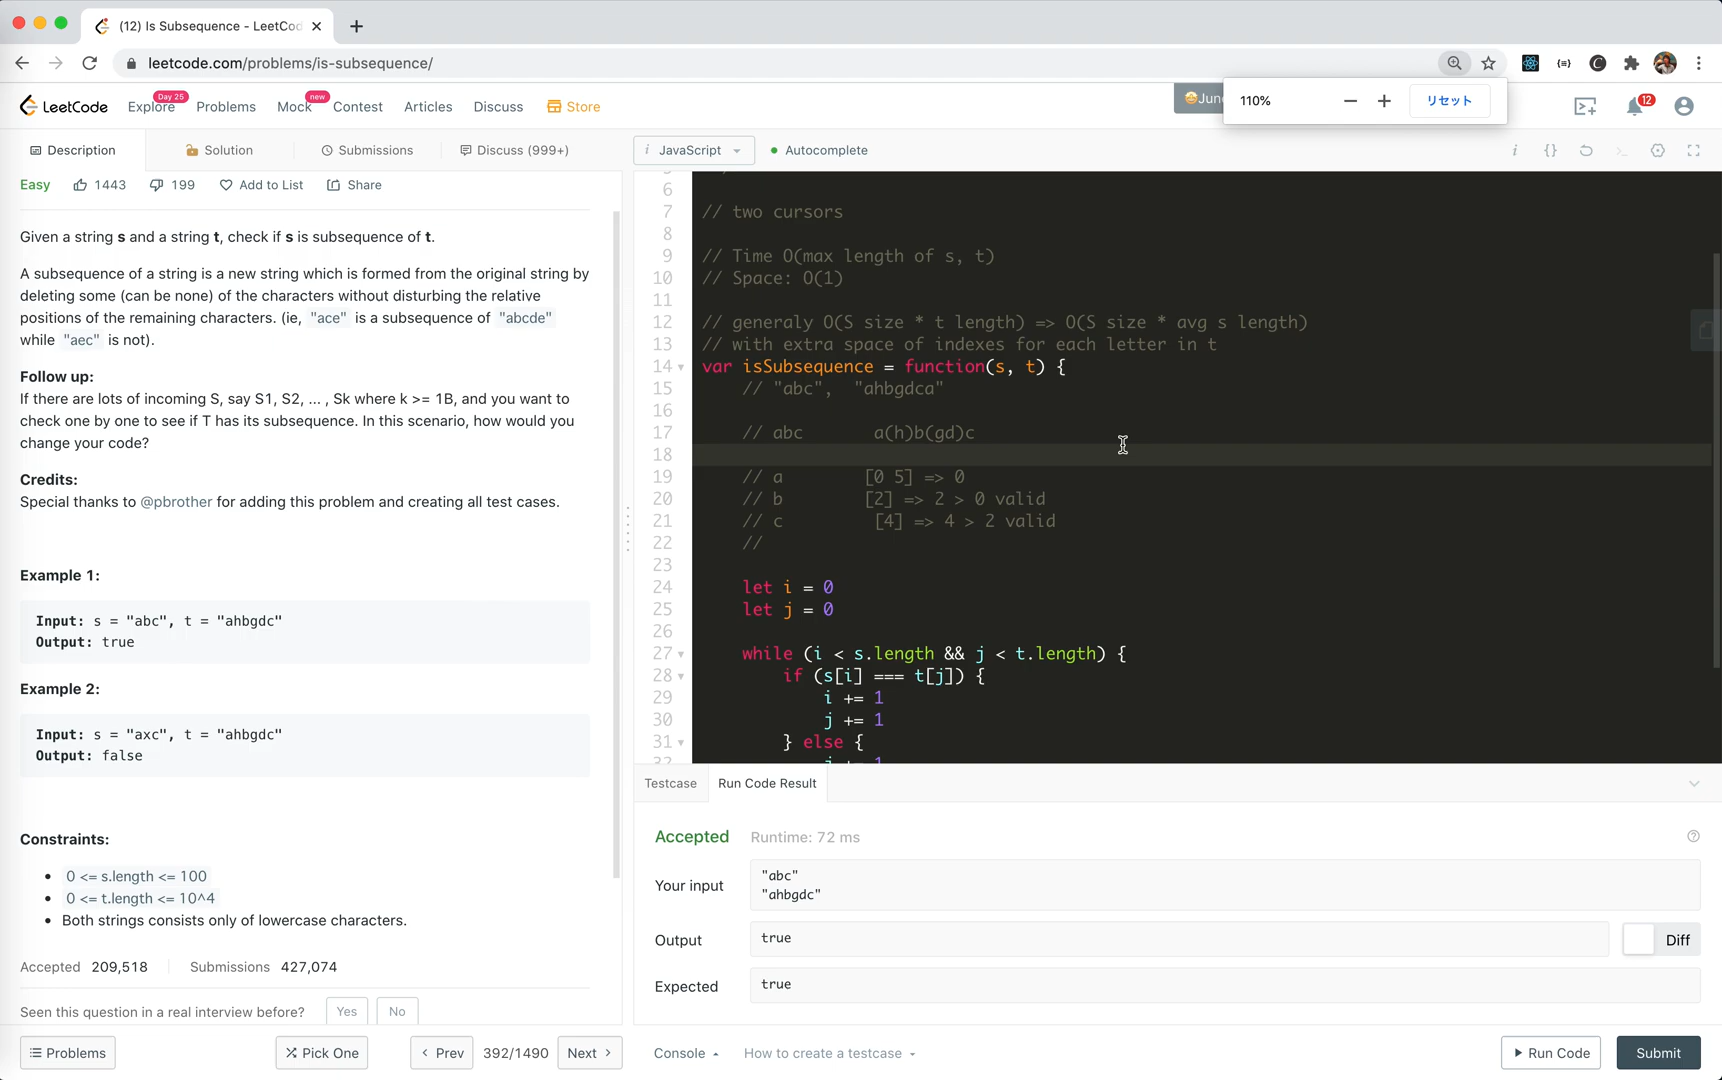 (12) Is Subsequence - LeetCod
leetcode.com/problems/is-subsequence/
LeetCode
Explore
Day 25
Problems
Mock
new
Contest
Articles
Discuss
Store
June
110%
リセット
12
Description
Solution
Submissions
Discuss (999+)
i JavaScript
Autocomplete
Easy
1443
199
Add to List
Share
Given a string s and a string t, check if s is subsequence of t.
A subsequence of a string is a new string which is formed from the original string by
deleting some (can be none) of the characters without disturbing the relative
positions of the remaining characters. (ie, "ace" is a subsequence of "abcde"
while "aec" is not).
Follow up:
If there are lots of incoming S, say S1, S2, ... , Sk where k >= 1B, and you want to
check one by one to see if T has its subsequence. In this scenario, how would you
change your code?
Credits:
Special thanks to @pbrother for adding this problem and creating all test cases.
Example 1:
Input: s = "abc", t = "ahbgdc"
Output: true
Example 2:
Input: s = "axc", t = "ahbgdc"
Output: false
Constraints:
0 <= s.length <= 100
0 <= t.length <= 10^4
Both strings consists only of lowercase characters.
Accepted 209,518
Submissions 427,074
Seen this question in a real interview before?
Yes
No
Problems
Pick One
Prev
392/1490
Next
6
7 // two cursors
8
9 // Time O(max length of s, t)
10 // Space: O(1)
11
12 // generaly O(S size * t length) => O(S size * avg s length)
13 // with extra space of indexes for each letter in t
14 var isSubsequence = function(s, t) {
15 // "abc", "ahbgdca"
16
17 // abc a(h)b(gd)c
18
19 // a [0 5] => 0
20 // b [2] => 2 > 0 valid
21 // c [4] => 4 > 2 valid
22 //
23
24 let i = 0
25 let j = 0
26
27 while (i < s.length && j < t.length) {
28 if (s[i] === t[j]) {
29 i += 1
30 j += 1
31 } else {
32 j += 1
Testcase
Run Code Result
Accepted
Runtime: 72 ms
Your input
"abc"
"ahbgdc"
Output
true
Diff
Expected
true
Console
How to create a testcase
Run Code
Submit